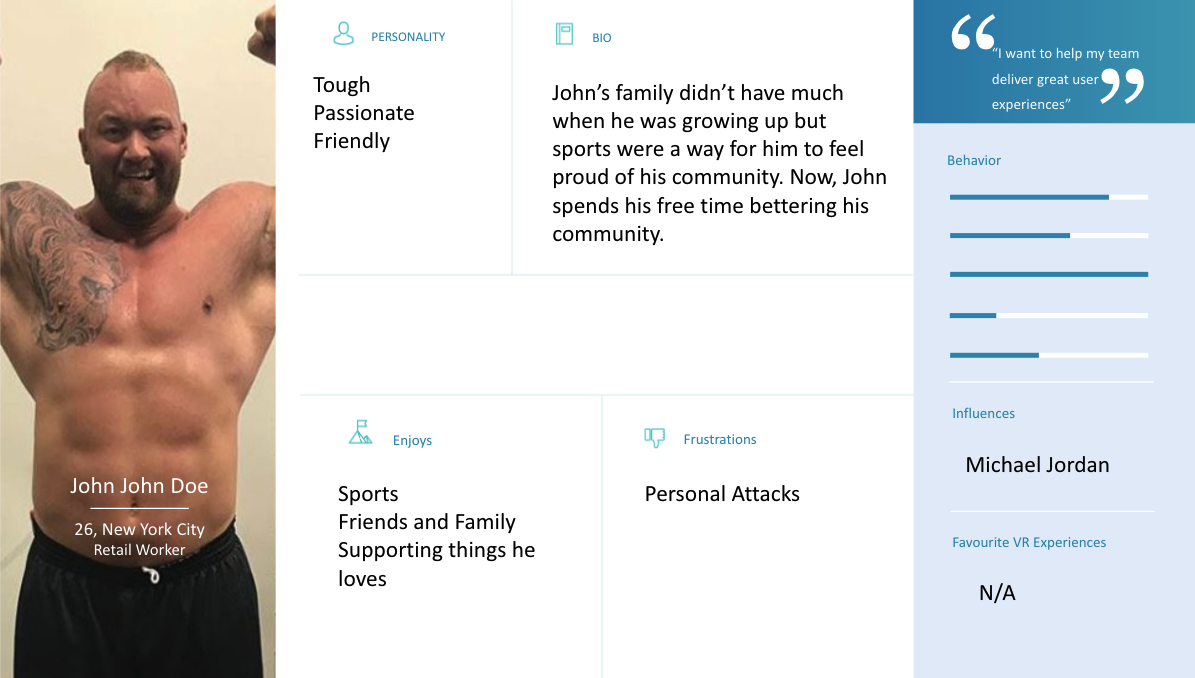 John John Doe
26, New York City
Retail Worker
PERSONALITY
Tough
Passionate
Friendly
BIO
John’s family didn’t have much
when he was growing up but
sports were a way for him to feel
proud of his community. Now, John
spends his free time bettering his
community.
Enjoys
Sports
Friends and Family
Supporting things he
loves
Frustrations
Personal Attacks
“
“I want to help my team
deliver great user
experiences”
”
Behavior
Influences
Michael Jordan
Favourite VR Experiences
N/A